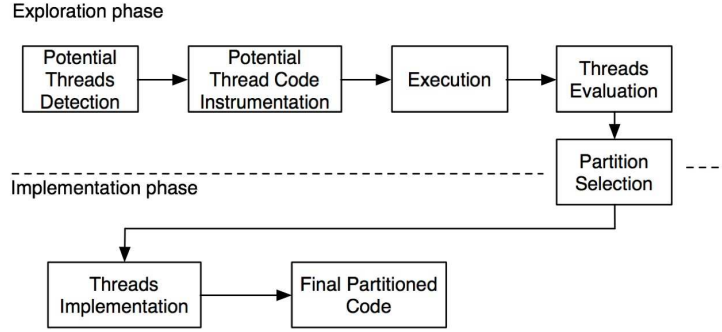 Exploration phase
Potential
Threads
Detection
Potential
Thread Code
Instrumentation
Execution
Threads
Evaluation
Partition
Selection
Implementation phase
Threads
Implementation
Final Partitioned
Code